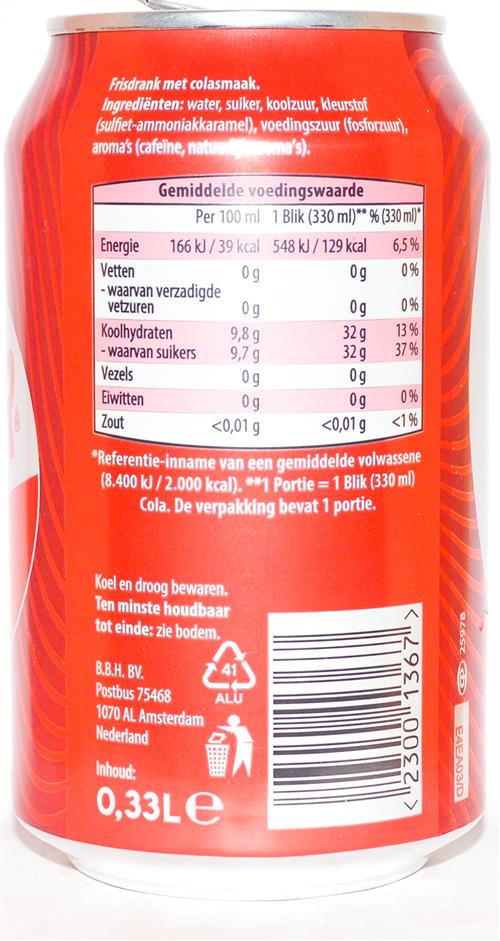 Frisdrank met colasmaak.
Ingrediënten: water, suiker, koolzuur, kleurstof
(sulfiet-ammoniakkaramel), voedingszuur (fosforzuur),
aroma's (cafeïne,
Gemiddelde voedingswaarde
Per 100 ml 1 Blik (330 ml)** % (330 ml)*
Energie 166 kJ / 39 kcal 548 kJ / 129 kcal 6,5 %
Vetten 0 g 0 g 0 %
- waarvan verzadigde
vetzuren 0 g 0 g 0 %
Koolhydraten 9,8 g 32 g 13 %
- waarvan suikers 9,7 g 32 g 37 %
Vezels 0 g 0 g
Eiwitten 0 g 0 g 0 %
Zout <0,01 g <0,01 g <1 %
*Referentie-inname van een gemiddelde volwassene
(8.400 kJ / 2.000 kcal). **1 Portie = 1 Blik (330 ml)
Cola. De verpakking bevat 1 portie.
Koel en droog bewaren.
Ten minste houdbaar
tot einde: zie bodem.
41
ALU
B.B.H. BV.
Postbus 75468
1070 AL Amsterdam
Nederland
Inhoud:
0,33L e
< 2300 1367 >
25978
E4EA03/D